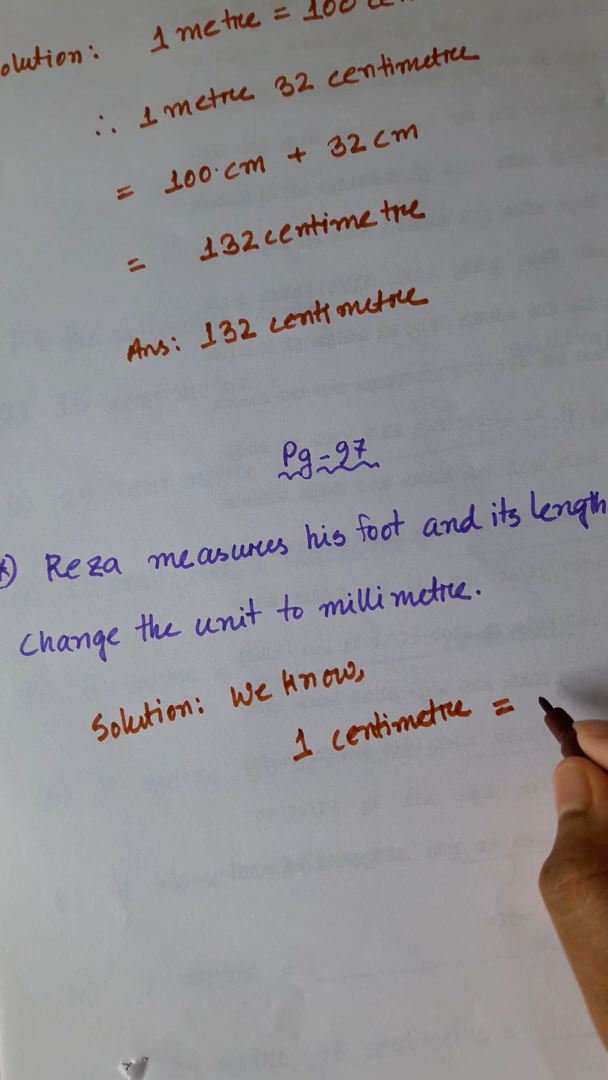 olution: 1 metre = 100 cen
∴ 1 metre 32 centimetre
= 100 cm + 32 cm
= 132 centimetre
Ans: 132 centimetre
Pg-97
) Reza measures his foot and its length
change the unit to millimetre.
Solution: We know,
1 centimetre =